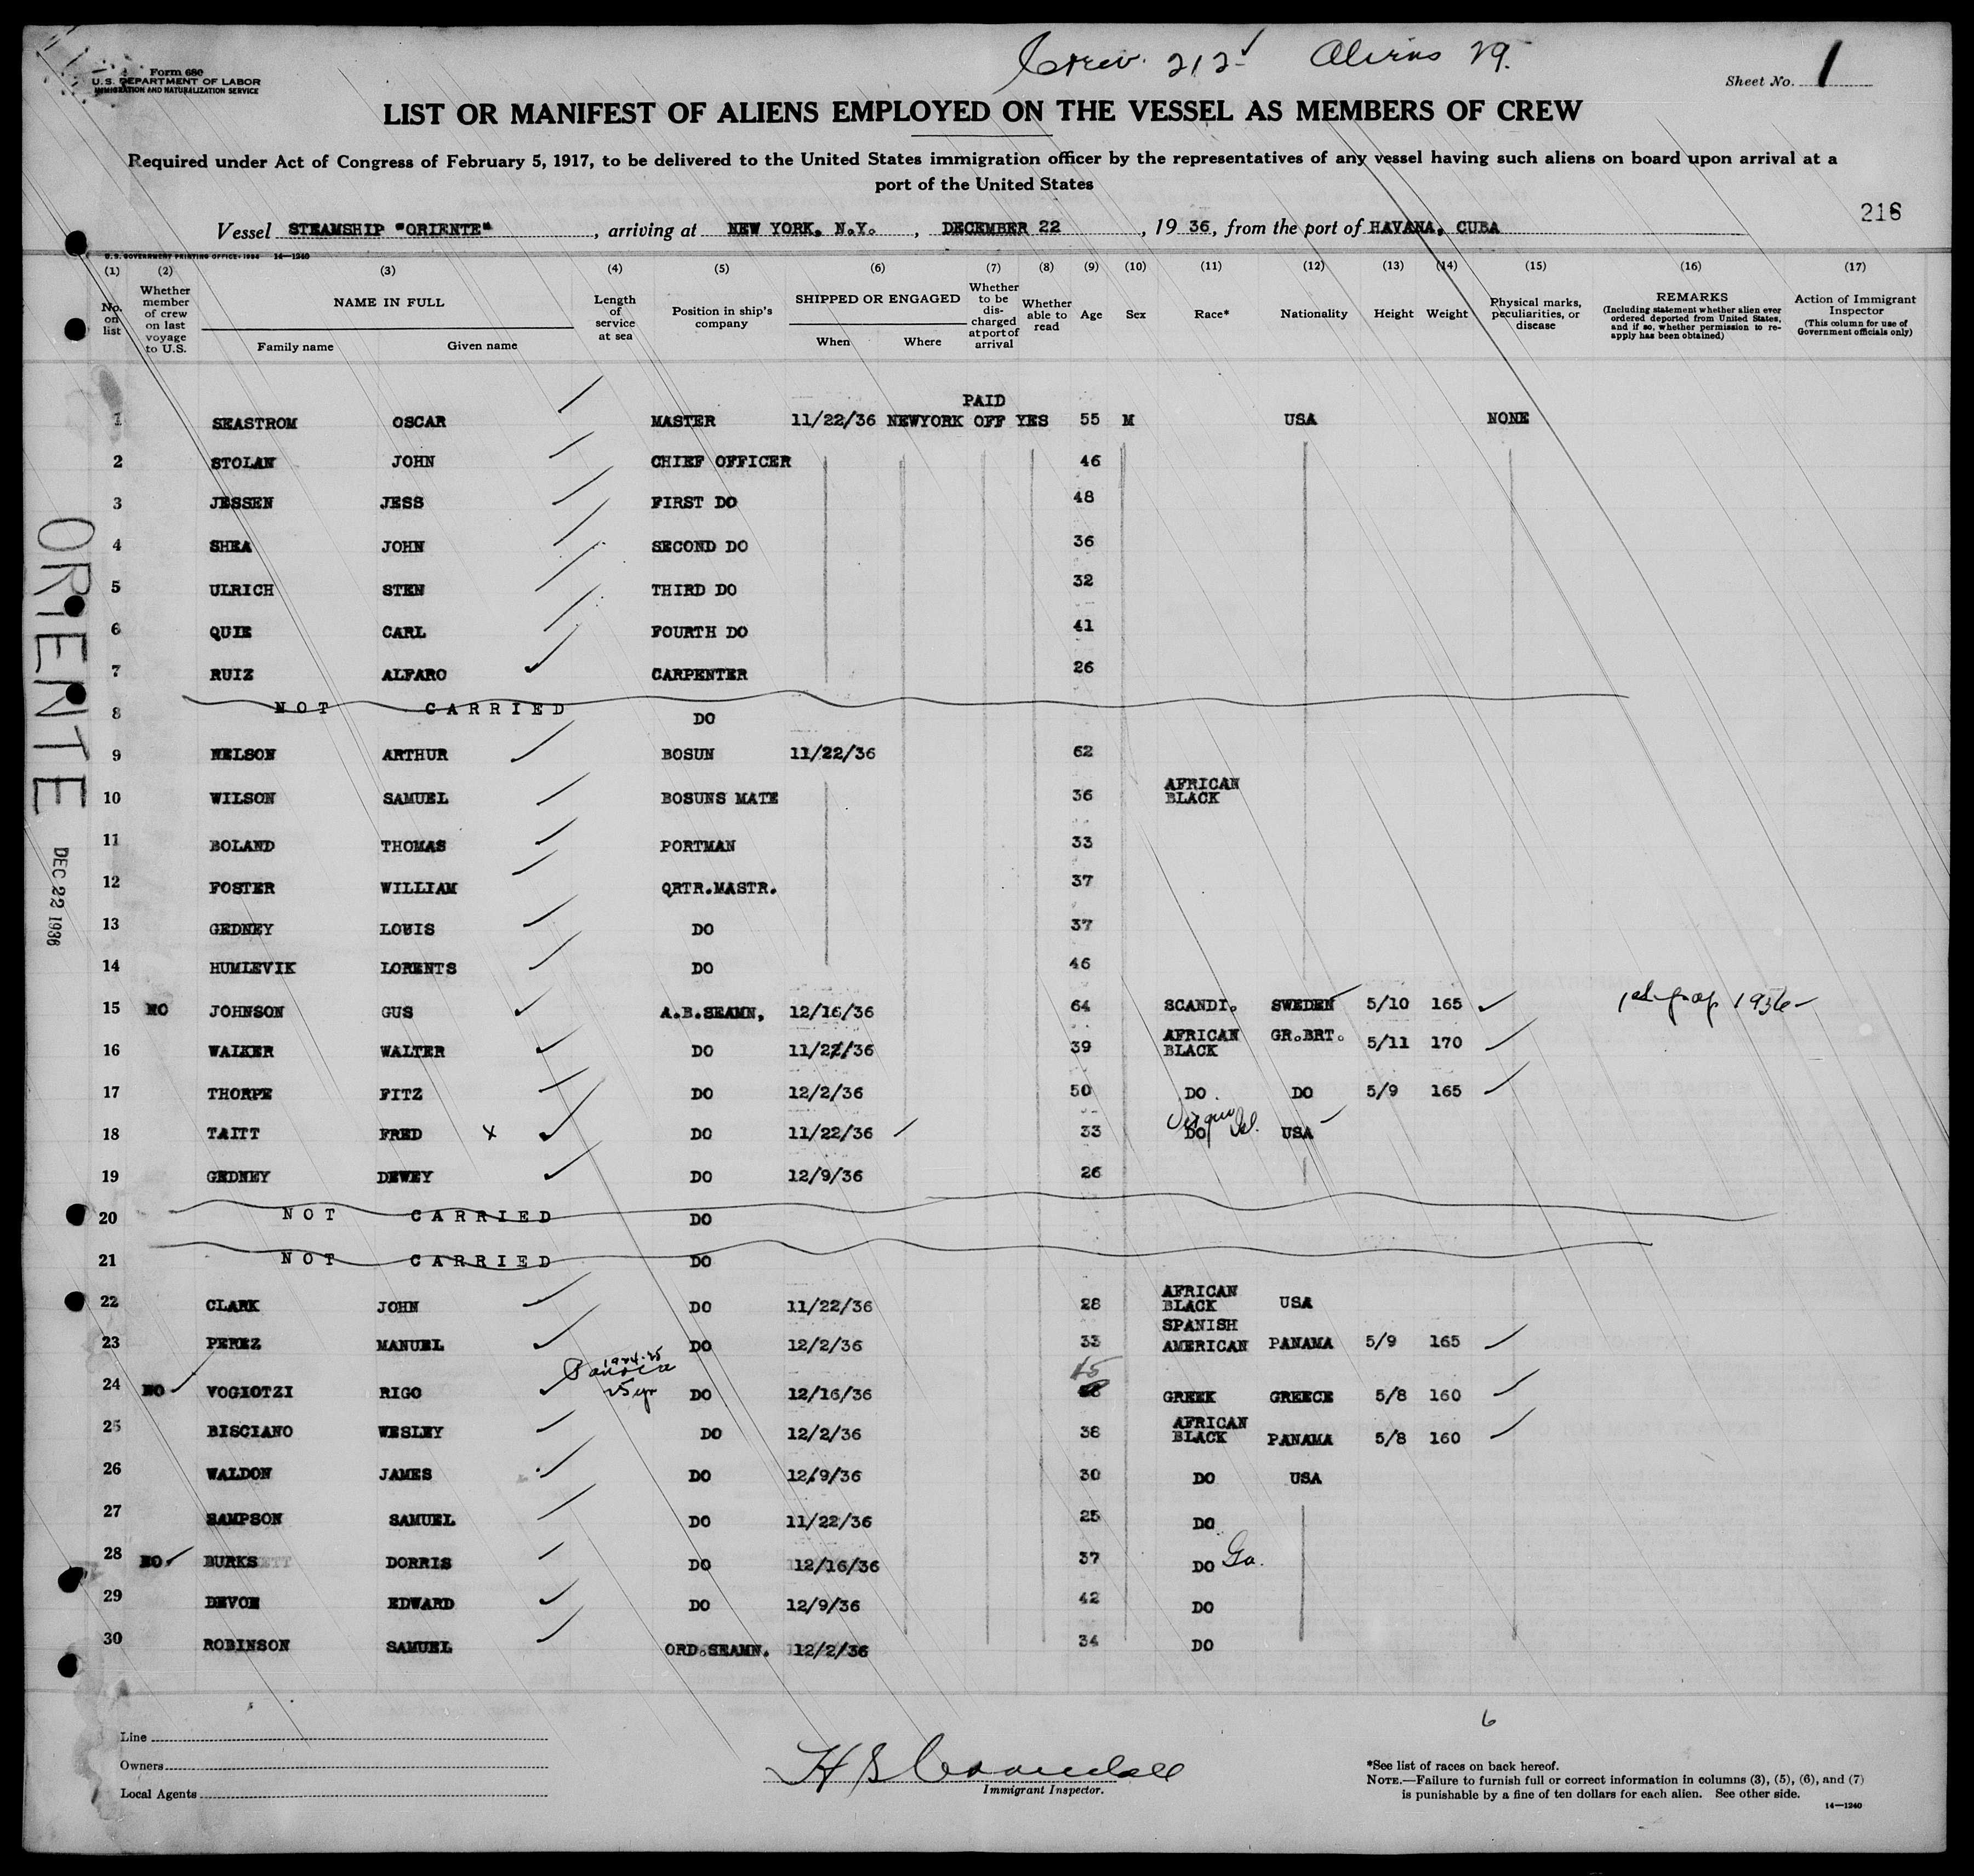 Crew. 212 Aliens 29.
Form 680
U.S. DEPARTMENT OF LABOR
IMMIGRATION AND NATURALIZATION SERVICE
Sheet No. 1
LIST OR MANIFEST OF ALIENS EMPLOYED ON THE VESSEL AS MEMBERS OF CREW
Required under Act of Congress of February 5, 1917, to be delivered to the United States immigration officer by the representatives of any vessel having such aliens on board upon arrival at a
port of the United States
216
Vessel STEAMSHIP "ORIENTE", arriving at NEW YORK, N.Y., DECEMBER 22, 1936, from the port of HAVANA, CUBA
U.S. GOVERNMENT PRINTING OFFICE: 1934 14—1240
(1) (2) (3) (4) (5) (6) (7) (8) (9) (10) (11) (12) (13) (14) (15) (16) (17)
No. on list
Whether member of crew on last voyage to U.S.
NAME IN FULL
Family name Given name
Length of service at sea
Position in ship's company
SHIPPED OR ENGAGED
When Where
Whether to be discharged at port of arrival
Whether able to read
Age
Sex
Race*
Nationality
Height
Weight
Physical marks, peculiarities, or disease
REMARKS
(Including statement whether alien ever ordered deported from United States, and if so, whether permission to re-apply has been obtained)
Action of Immigrant Inspector
(This column for use of Government officials only)
PAID
1 SEASTROM OSCAR MASTER 11/22/36 NEWYORK OFF YES 55 M USA NONE
2 STOLAN JOHN CHIEF OFFICER 46
3 JESSEN JESS FIRST DO 48
4 SHEA JOHN SECOND DO 36
5 ULRICH STEN THIRD DO 32
6 QUIE CARL FOURTH DO 41
7 RUIZ ALFARO CARPENTER 26
8 NOT CARRIED DO
9 NELSON ARTHUR BOSUN 11/22/36 62
10 WILSON SAMUEL BOSUNS MATE 36 AFRICAN BLACK
11 BOLAND THOMAS PORTMAN 33
12 FOSTER WILLIAM QRTR.MASTR. 37
13 GEDNEY LOUIS DO 37
14 HUMLEVIK LORENTS DO 46
15 NO JOHNSON GUS A.B.SEAMN, 12/16/36 64 SCANDI. SWEDEN 5/10 165 1936
16 WALKER WALTER DO 11/22/36 39 AFRICAN BLACK GR.BRT. 5/11 170
17 THORPE FITZ DO 12/2/36 50 DO DO 5/9 165
18 TAITT FRED X DO 11/22/36 33 DO Virgin Isl. USA
19 GEDNEY DEWEY DO 12/9/36 26
20 NOT CARRIED DO
21 NOT CARRIED DO
22 CLARK JOHN DO 11/22/36 28 AFRICAN BLACK USA
23 PEREZ MANUEL DO 12/2/36 33 SPANISH AMERICAN PANAMA 5/9 165
24 NO VOGIOTZI RIGO 25 yr DO 12/16/36 45 GREEK GREECE 5/8 160
25 BISCIANO WESLEY DO 12/2/36 38 AFRICAN BLACK PANAMA 5/8 160
26 WALDON JAMES DO 12/9/36 30 DO USA
27 SAMPSON SAMUEL DO 11/22/36 25 DO
28 NO BURKS DORRIS DO 12/16/36 37 DO Ga.
29 DEVOE EDWARD DO 12/9/36 42 DO
30 ROBINSON SAMUEL ORD.SEAMN. 12/2/36 34 DO
ORIENTE
DEC 22 1936
6
Line
Owners
Local Agents
Immigrant Inspector.
*See list of races on back hereof.
NOTE.—Failure to furnish full or correct information in columns (3), (5), (6), and (7)
is punishable by a fine of ten dollars for each alien. See other side.
14—1240